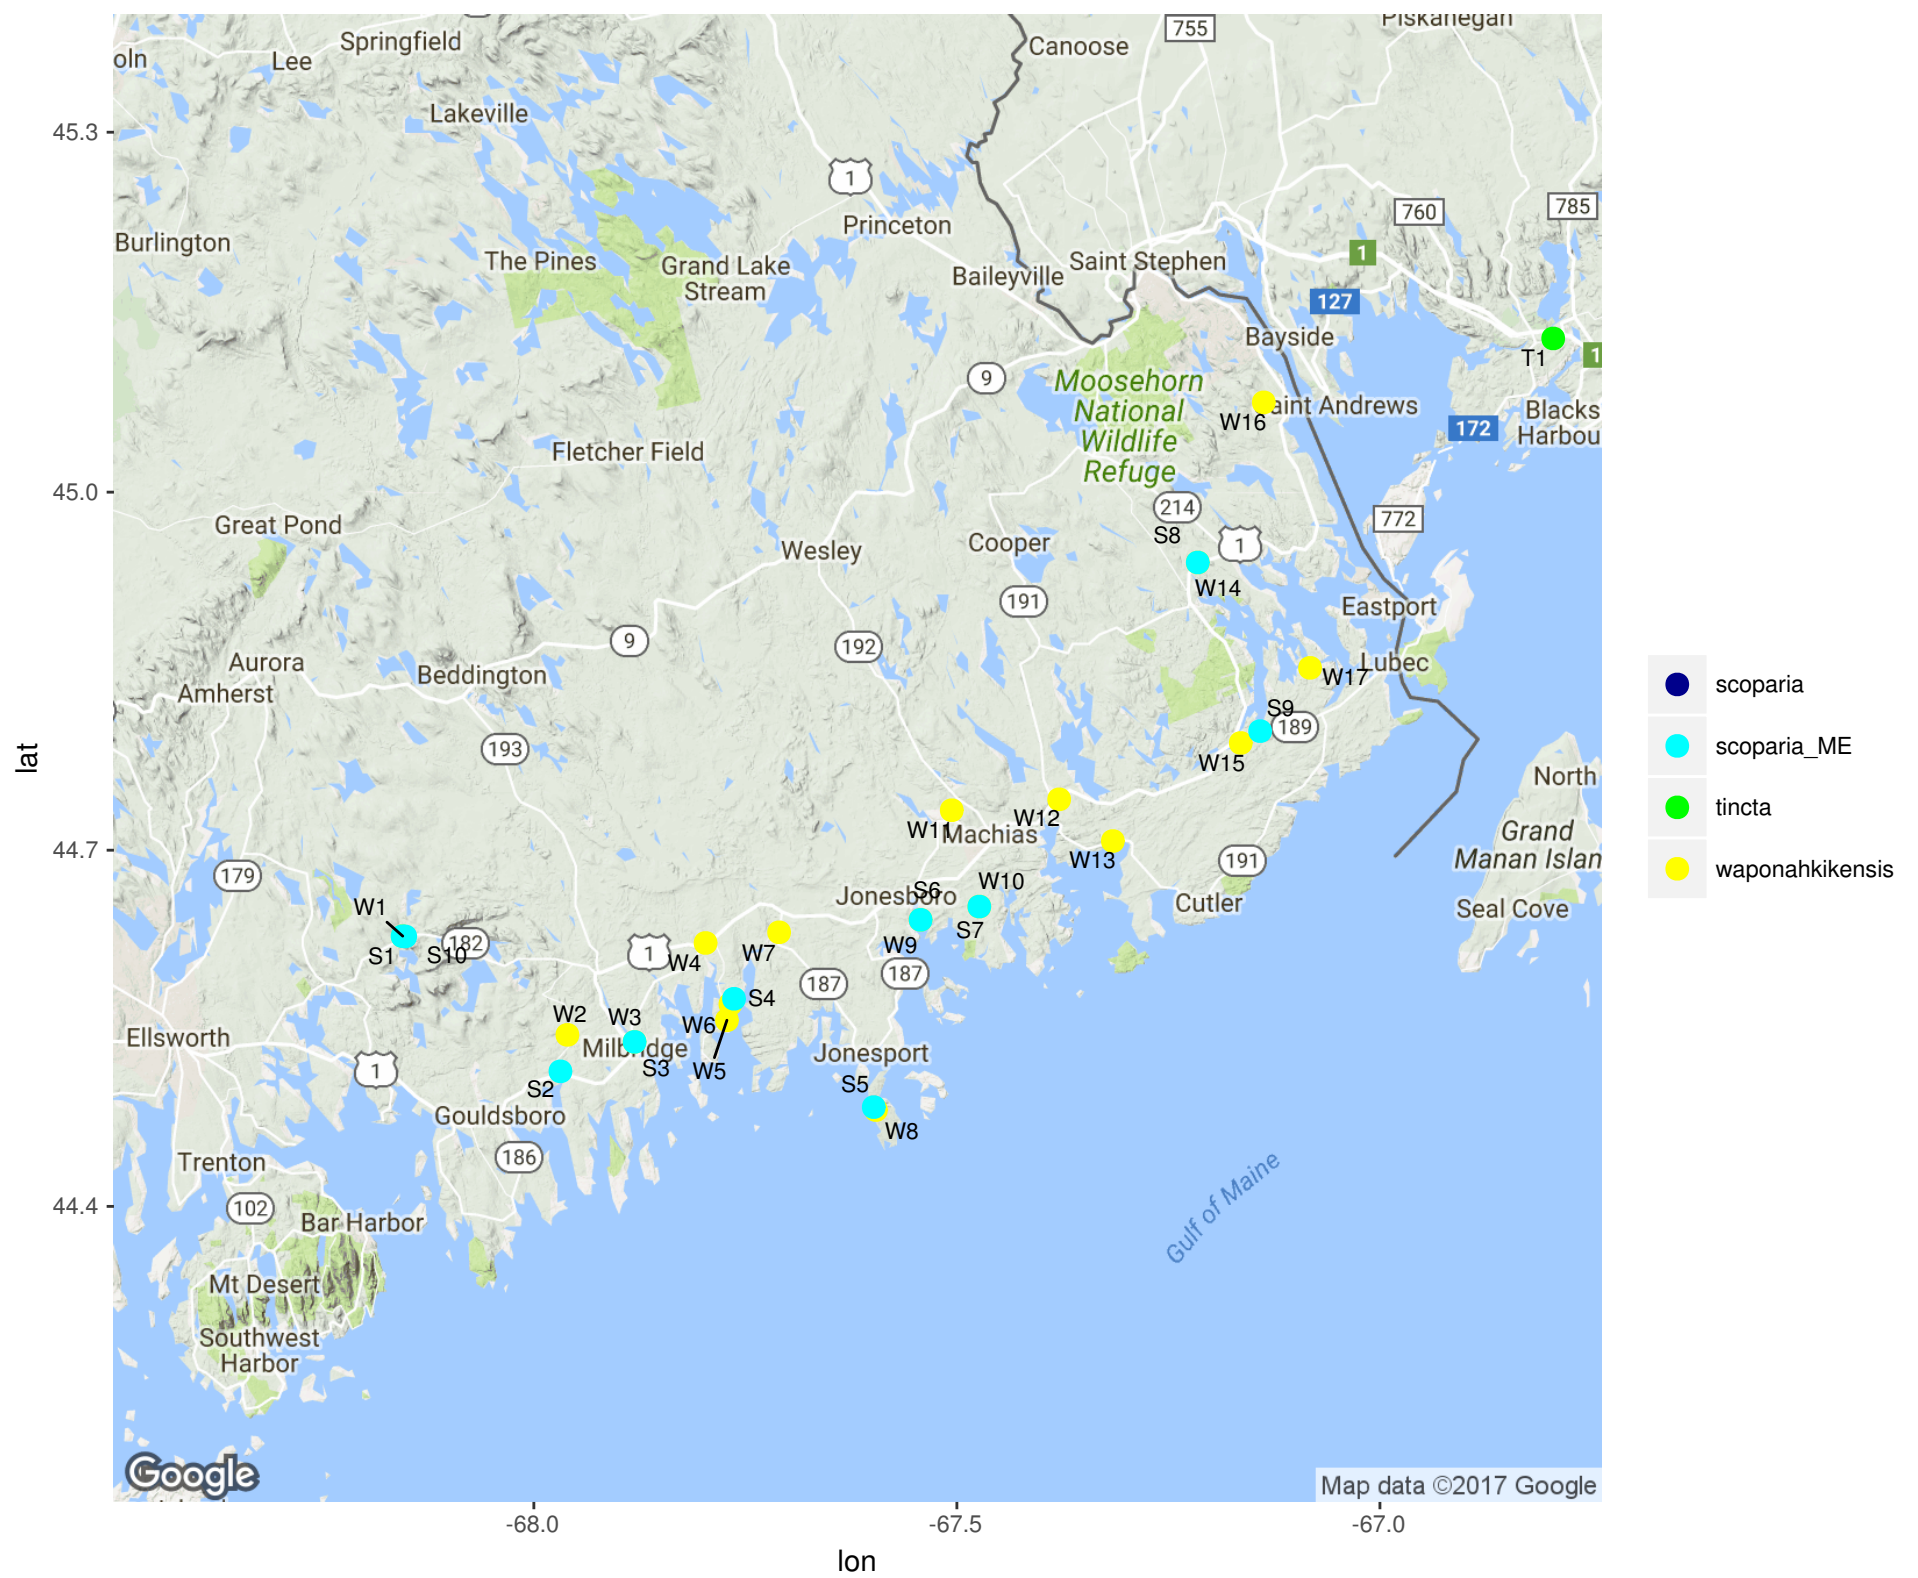 Piskahegan
755
Springfield
Canoose
oln
Lee
Lakeville
45.3
1
760
785
Princeton
Burlington
1
The Pines
Saint Stephen
Grand Lake
Stream
Baileyville
127
Bayside
1
T1
9
Moosehorn
National
Wildlife
Refuge
aint Andrews
W16
Blacks
Harbou
172
Fletcher Field
45.0
214
772
Great Pond
S8
Wesley
Cooper
1
W14
191
Eastport
9
192
Aurora
Amherst
Beddington
Lubec
W17
scoparia
S9
189
193
W15
lat
scoparia_ME
North
tincta
W11
Machias
W12
Grand
Manan Islan
44.7
W13
191
179
waponahkikensis
Jonesboro
S6
W10
W1
Cutler
Seal Cove
S7
S1
S10
182
1
W4
W7
W9
187
187
S4
W2
W3
W6
Ellsworth
Milbridge
Jonesport
S3
W5
1
S2
S5
Gouldsboro
W8
186
Trenton
Gulf of Maine
44.4
102
Bar Harbor
Mt Desert
Southwest
Harbor
Google
Map data ©2017 Google
-68.0
-67.5
-67.0
lon